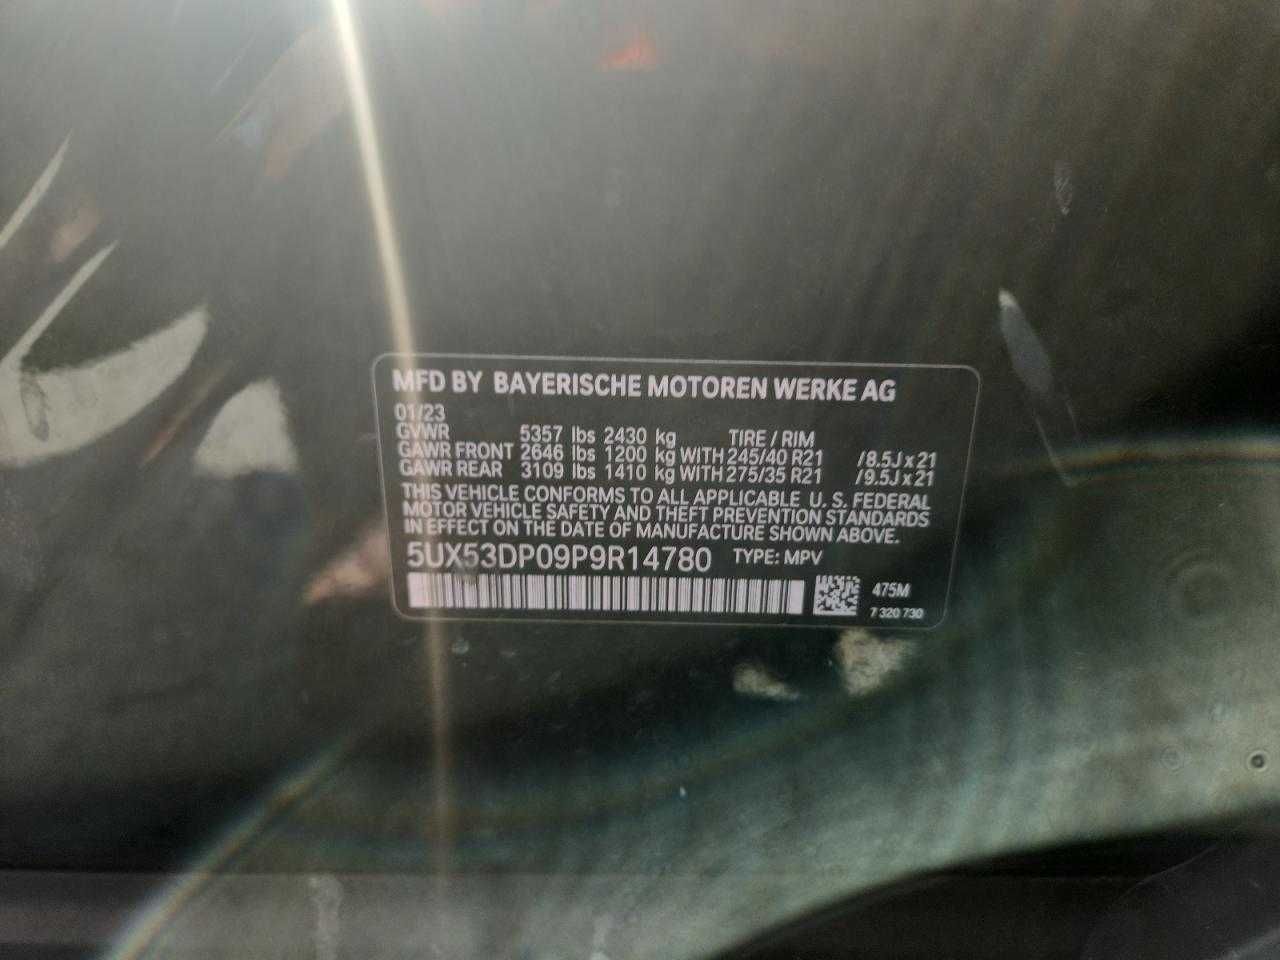 MFD BY BAYERISCHE MOTOREN WERKE AG
01/23
GVWR 5357 lbs 2430 kg TIRE / RIM
GAWR FRONT 2646 lbs 1200 kg WITH 245/40 R21 /8.5J x 21
GAWR REAR 3109 lbs 1410 kg WITH 275/35 R21 /9.5J x 21
THIS VEHICLE CONFORMS TO ALL APPLICABLE U. S. FEDERAL
MOTOR VEHICLE SAFETY AND THEFT PREVENTION STANDARDS
IN EFFECT ON THE DATE OF MANUFACTURE SHOWN ABOVE.
5UX53DP09P9R14780 TYPE: MPV
475M
7 320 730